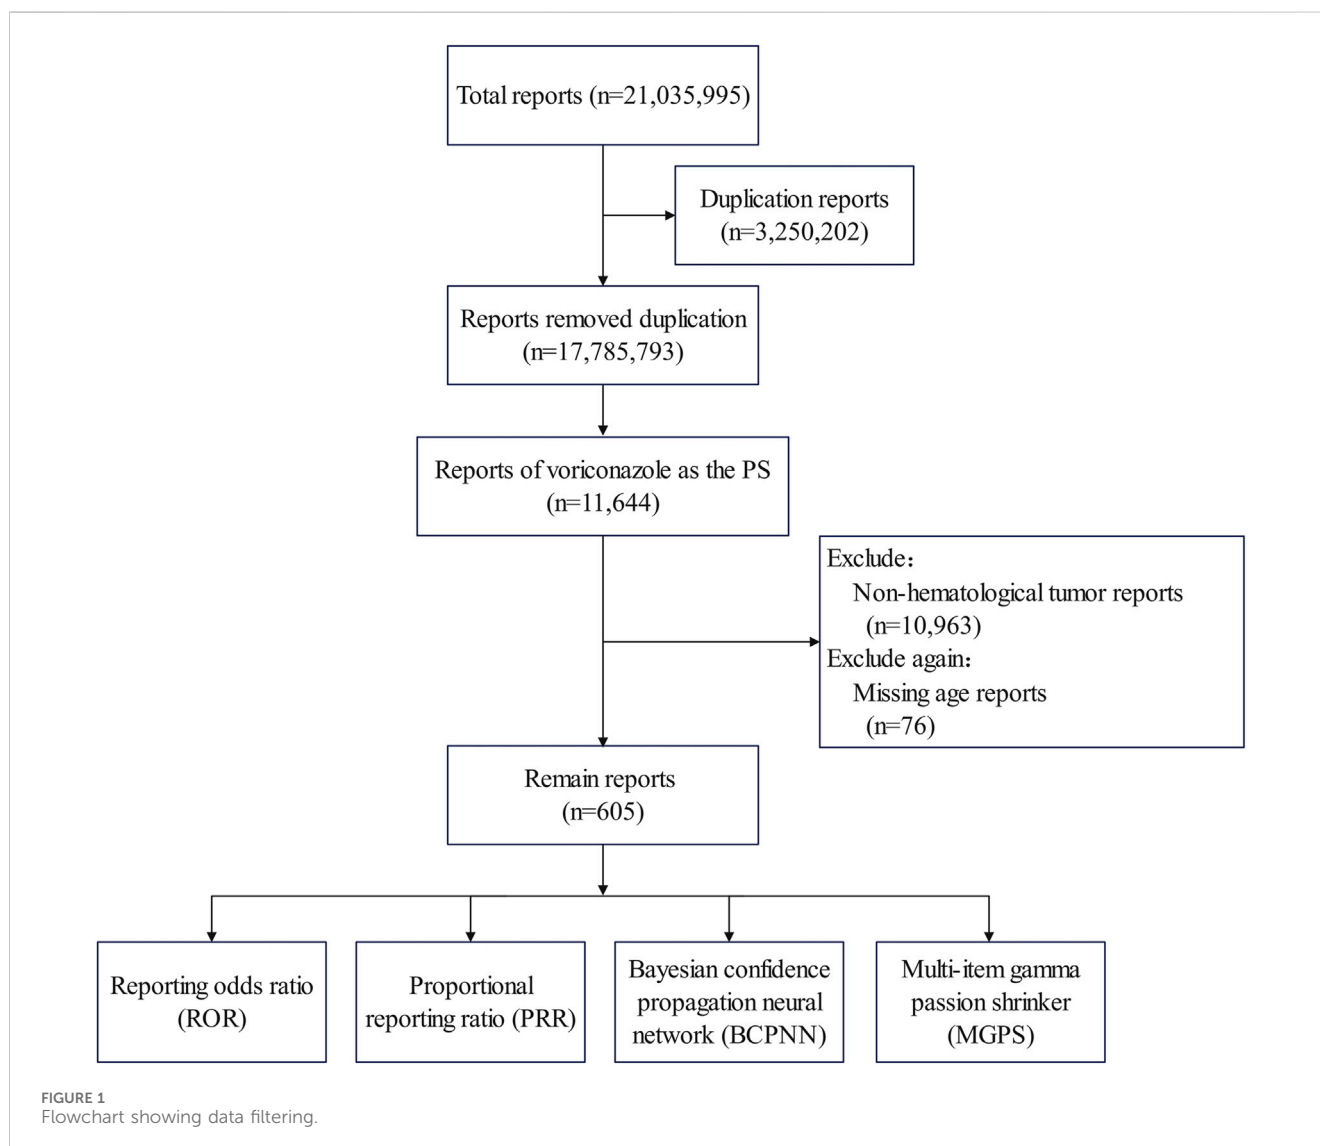 Total reports (n=21,035,995)
Duplication reports
(n=3,250,202)
Reports removed duplication
(n=17,785,793)
Reports of voriconazole as the PS
(n=11,644)
Exclude：
Non-hematological tumor reports
(n=10,963)
Exclude again：
Missing age reports
(n=76)
Remain reports
(n=605)
Reporting odds ratio
(ROR)
Proportional
reporting ratio (PRR)
Bayesian confidence
propagation neural
network (BCPNN)
Multi-item gamma
passion shrinker
(MGPS)
FIGURE 1
Flowchart showing data filtering.